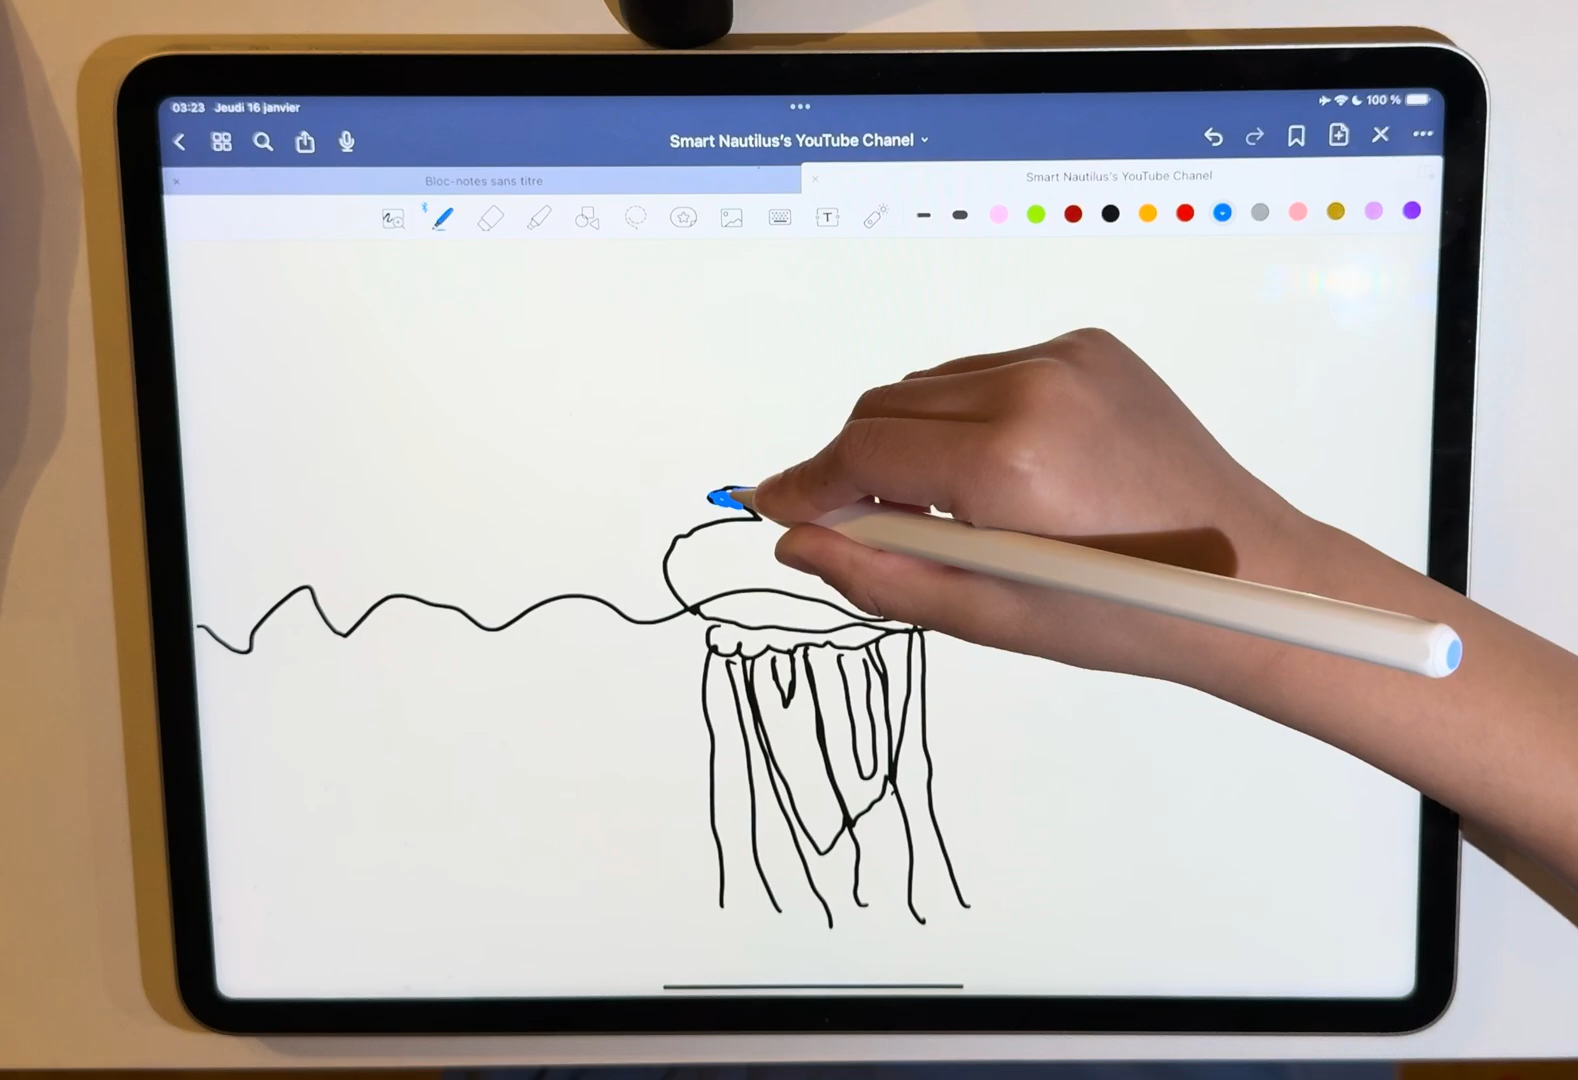 03:23 Jeudi 16 janvier
100 %
Smart Nautilus's YouTube Chanel
Bloc-notes sans titre
Smart Nautilus's YouTube Chanel
T